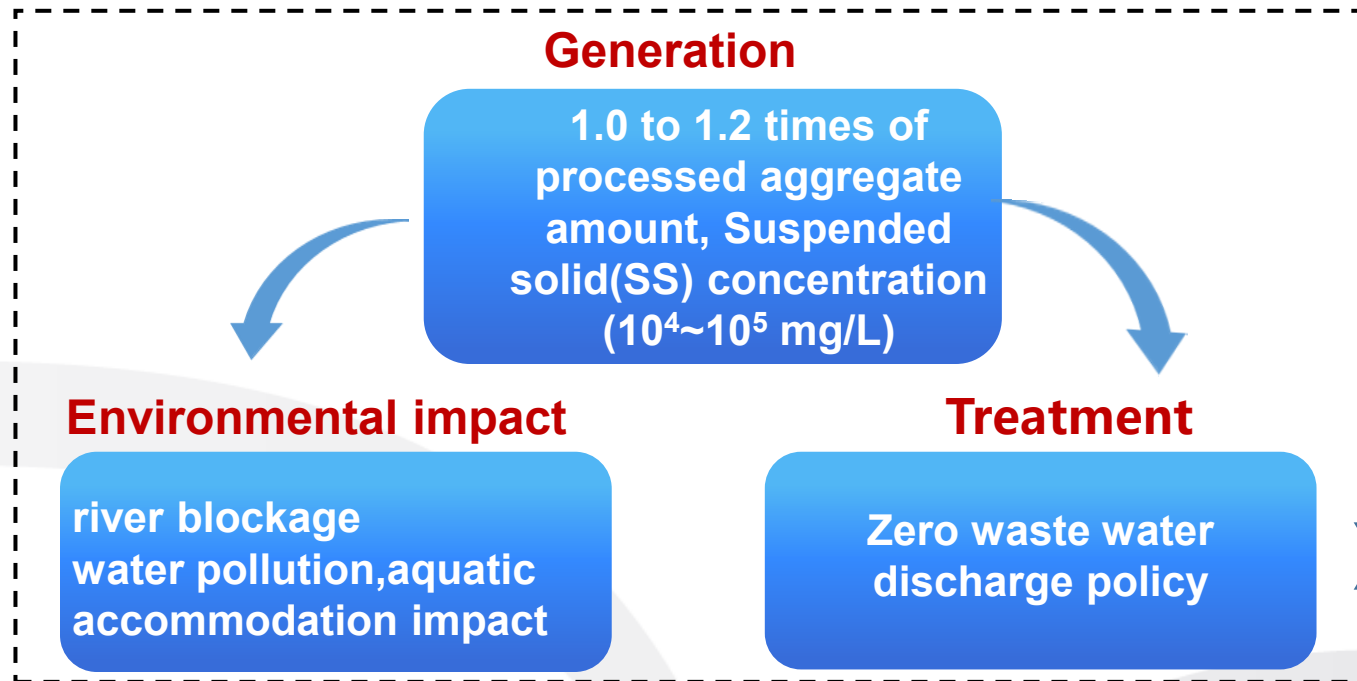 Generation
1.0 to 1.2 times of
processed aggregate
amount, Suspended
solid(SS) concentration
(10⁴~10⁵ mg/L)
Environmental impact
river blockage
water pollution,aquatic
accommodation impact
Treatment
Zero waste water
discharge policy